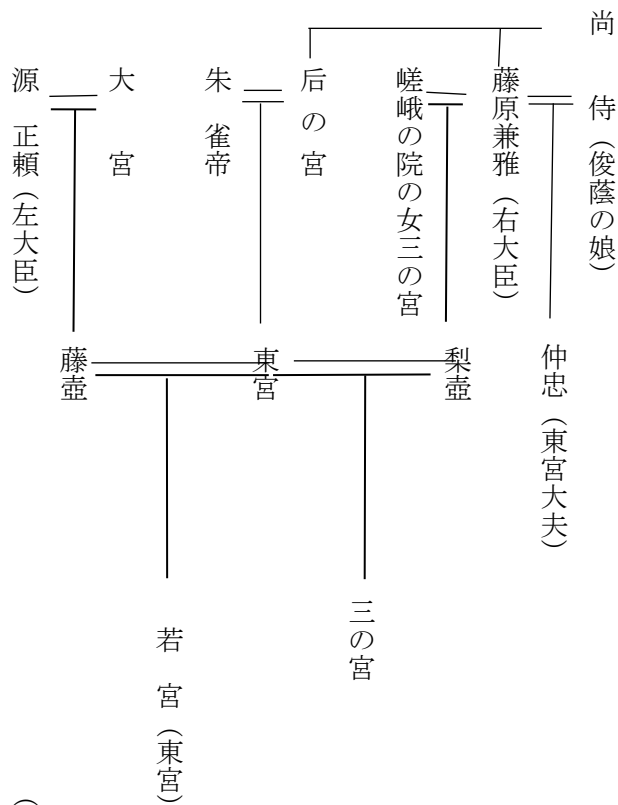 尚 侍（俊蔭の娘）
藤原兼雅（右大臣）
嵯峨の院の女三の宮
后の宮
朱 雀帝
大 宮
源 正頼（左大臣）
仲忠（東宮大夫）
梨壺
東宮
藤壺
三の宮
若 宮（東宮）
（